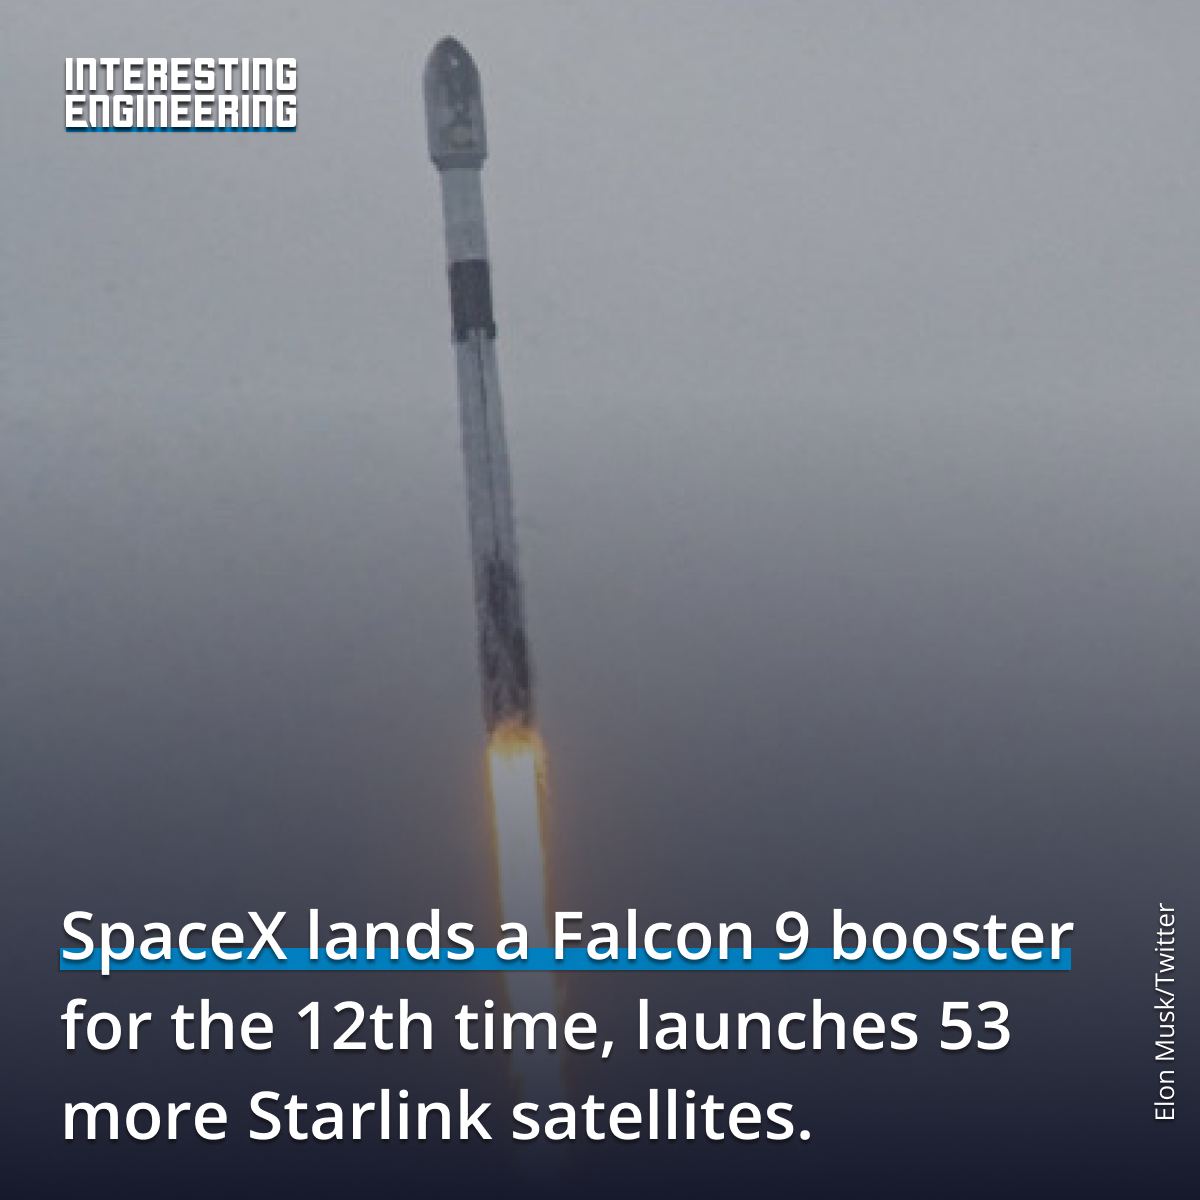 INTERESTING
ENGINEERING
SpaceX lands a Falcon 9 booster
for the 12th time, launches 53
more Starlink satellites.
Elon Musk/Twitter